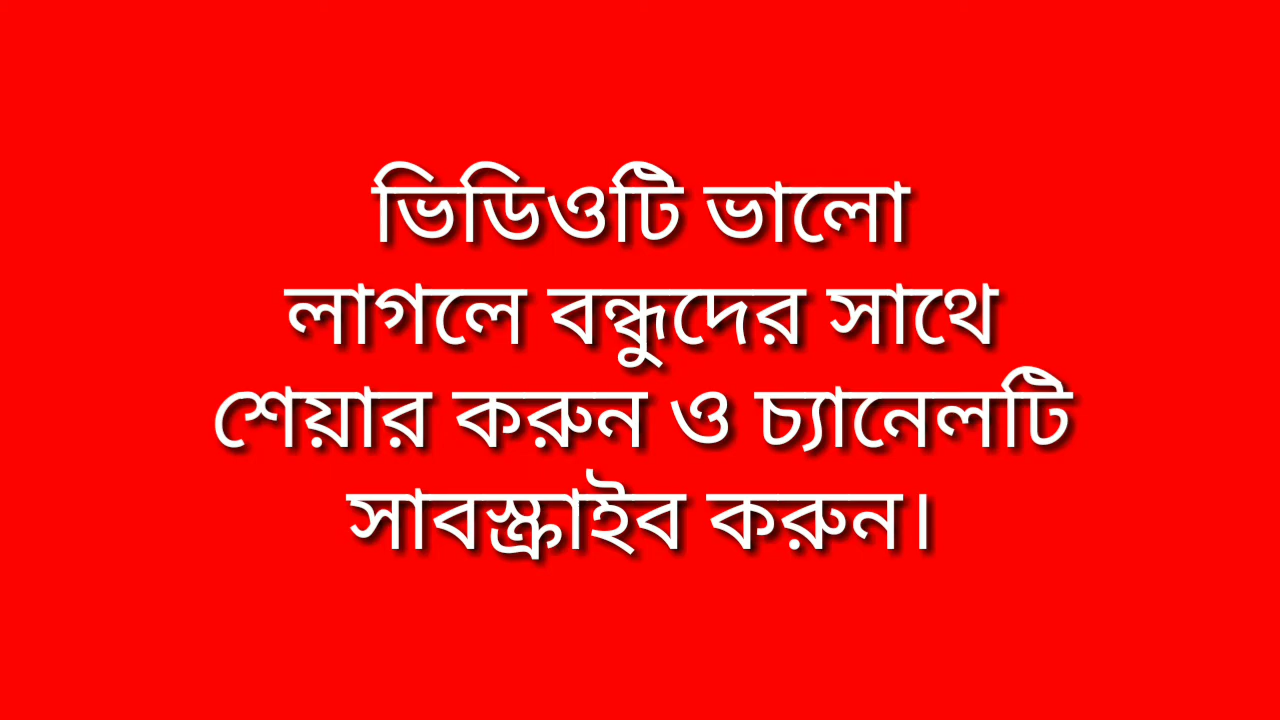 ভিডিওটি ভালো
লাগলে বন্ধুদের সাথে
শেয়ার করুন ও চ্যানেলটি
সাবস্ক্রাইব করুন।